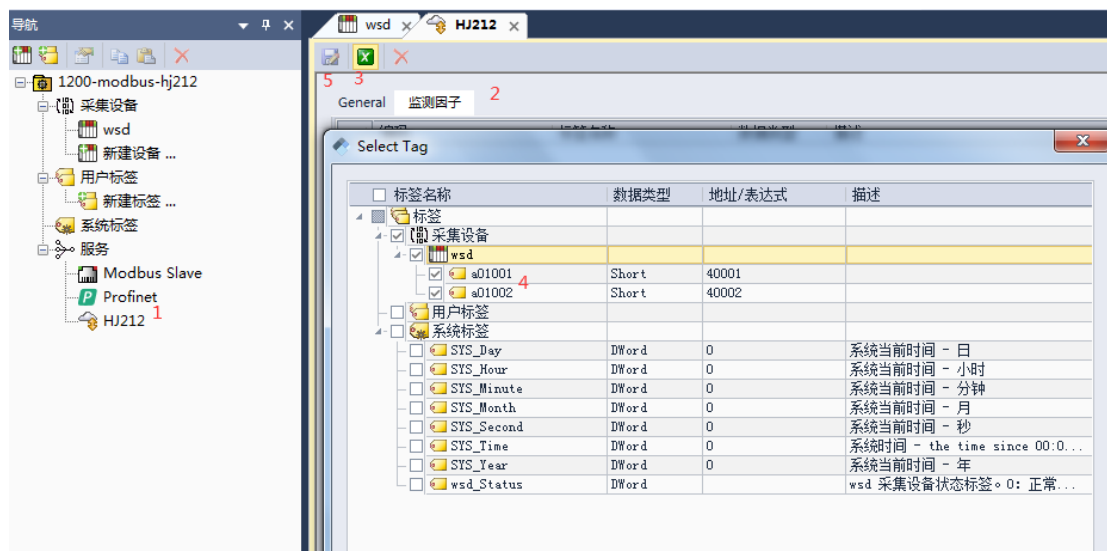 导航
wsd
HJ212
1200-modbus-hj212
采集设备
wsd
新建设备 ...
用户标签
新建标签 ...
系统标签
服务
Modbus Slave
Profinet
HJ212
1
5
3
General
监测因子
2
Select Tag
标签名称 数据类型 地址/表达式 描述
标签
采集设备
wsd
a01001 Short 40001
a01002 Short 40002
4
用户标签
系统标签
SYS_Day DWord 0 系统当前时间 - 日
SYS_Hour DWord 0 系统当前时间 - 小时
SYS_Minute DWord 0 系统当前时间 - 分钟
SYS_Month DWord 0 系统当前时间 - 月
SYS_Second DWord 0 系统当前时间 - 秒
SYS_Time DWord 0 系统时间 - the time since 00:0...
SYS_Year DWord 0 系统当前时间 - 年
wsd_Status DWord wsd 采集设备状态标签。0: 正常...